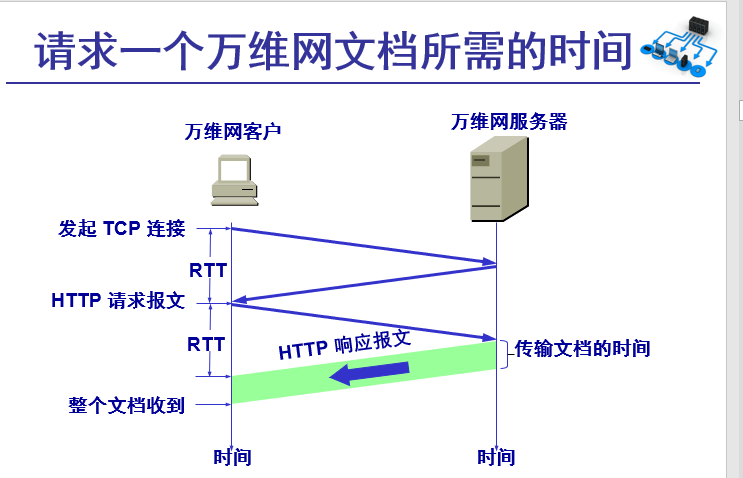 请求一个万维网文档所需的时间
万维网客户
万维网服务器
发起 TCP 连接
RTT
HTTP 请求报文
RTT
HTTP 响应报文
传输文档的时间
整个文档收到
时间
时间